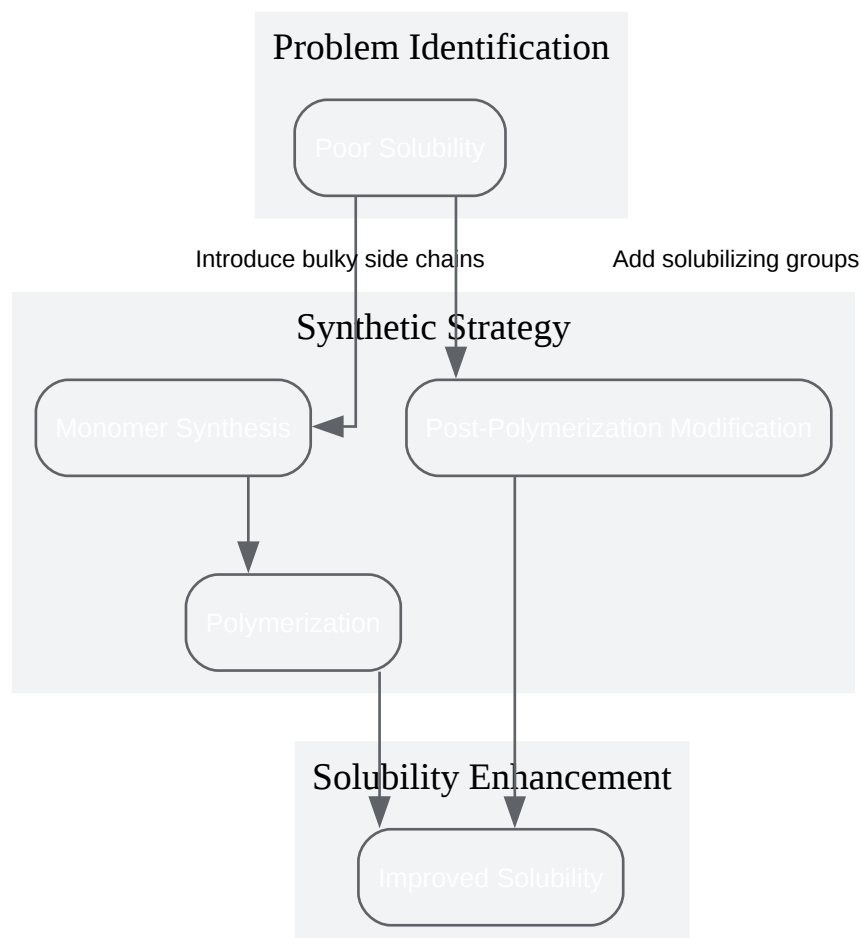 Problem Identification
Poor Solubility
Introduce bulky side chains
Add solubilizing groups
Synthetic Strategy
Monomer Synthesis
Post-Polymerization Modification
Polymerization
Solubility Enhancement
Improved Solubility